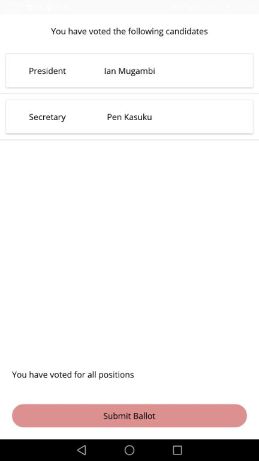 You have voted the following candidates
President Ian Mugambi
Secretary Pen Kasuku
You have voted for all positions
Submit Ballot